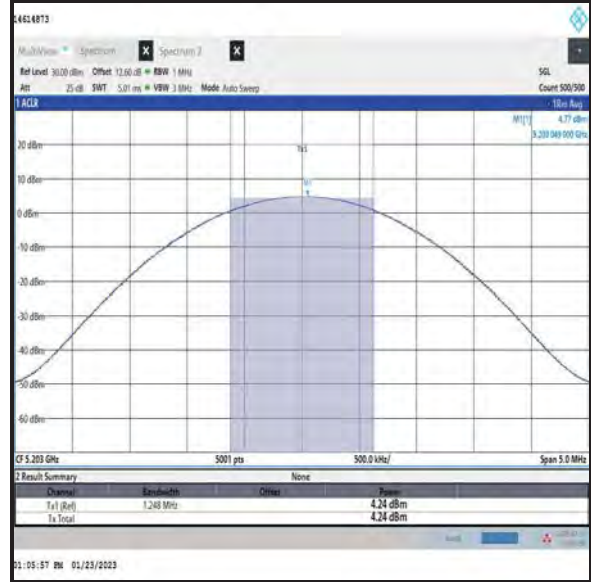 14614873
MultiView Spectrum X Spectrum 2 X
Ref Level 30.00 dBm Offset 12.60 dB RBW 1 MHz SGL
Att 25 dB SWT 5.01 ms VBW 3 MHz Mode Auto Sweep Count 500/500
1 ACLR 1Rm Avg
M1[1] 4.77 dBm
5.203 049 000 GHz
20 dBm
Tx1
10 dBm
M1
0 dBm
-10 dBm
-20 dBm
-30 dBm
-40 dBm
-50 dBm
-60 dBm
CF 5.203 GHz 5001 pts 500.0 kHz/ Span 5.0 MHz
2 Result Summary None
Channel Bandwidth Offset Power
Tx1 (Ref) 1.248 MHz 4.24 dBm
Tx Total 4.24 dBm
01:05:57 PM 01/23/2023